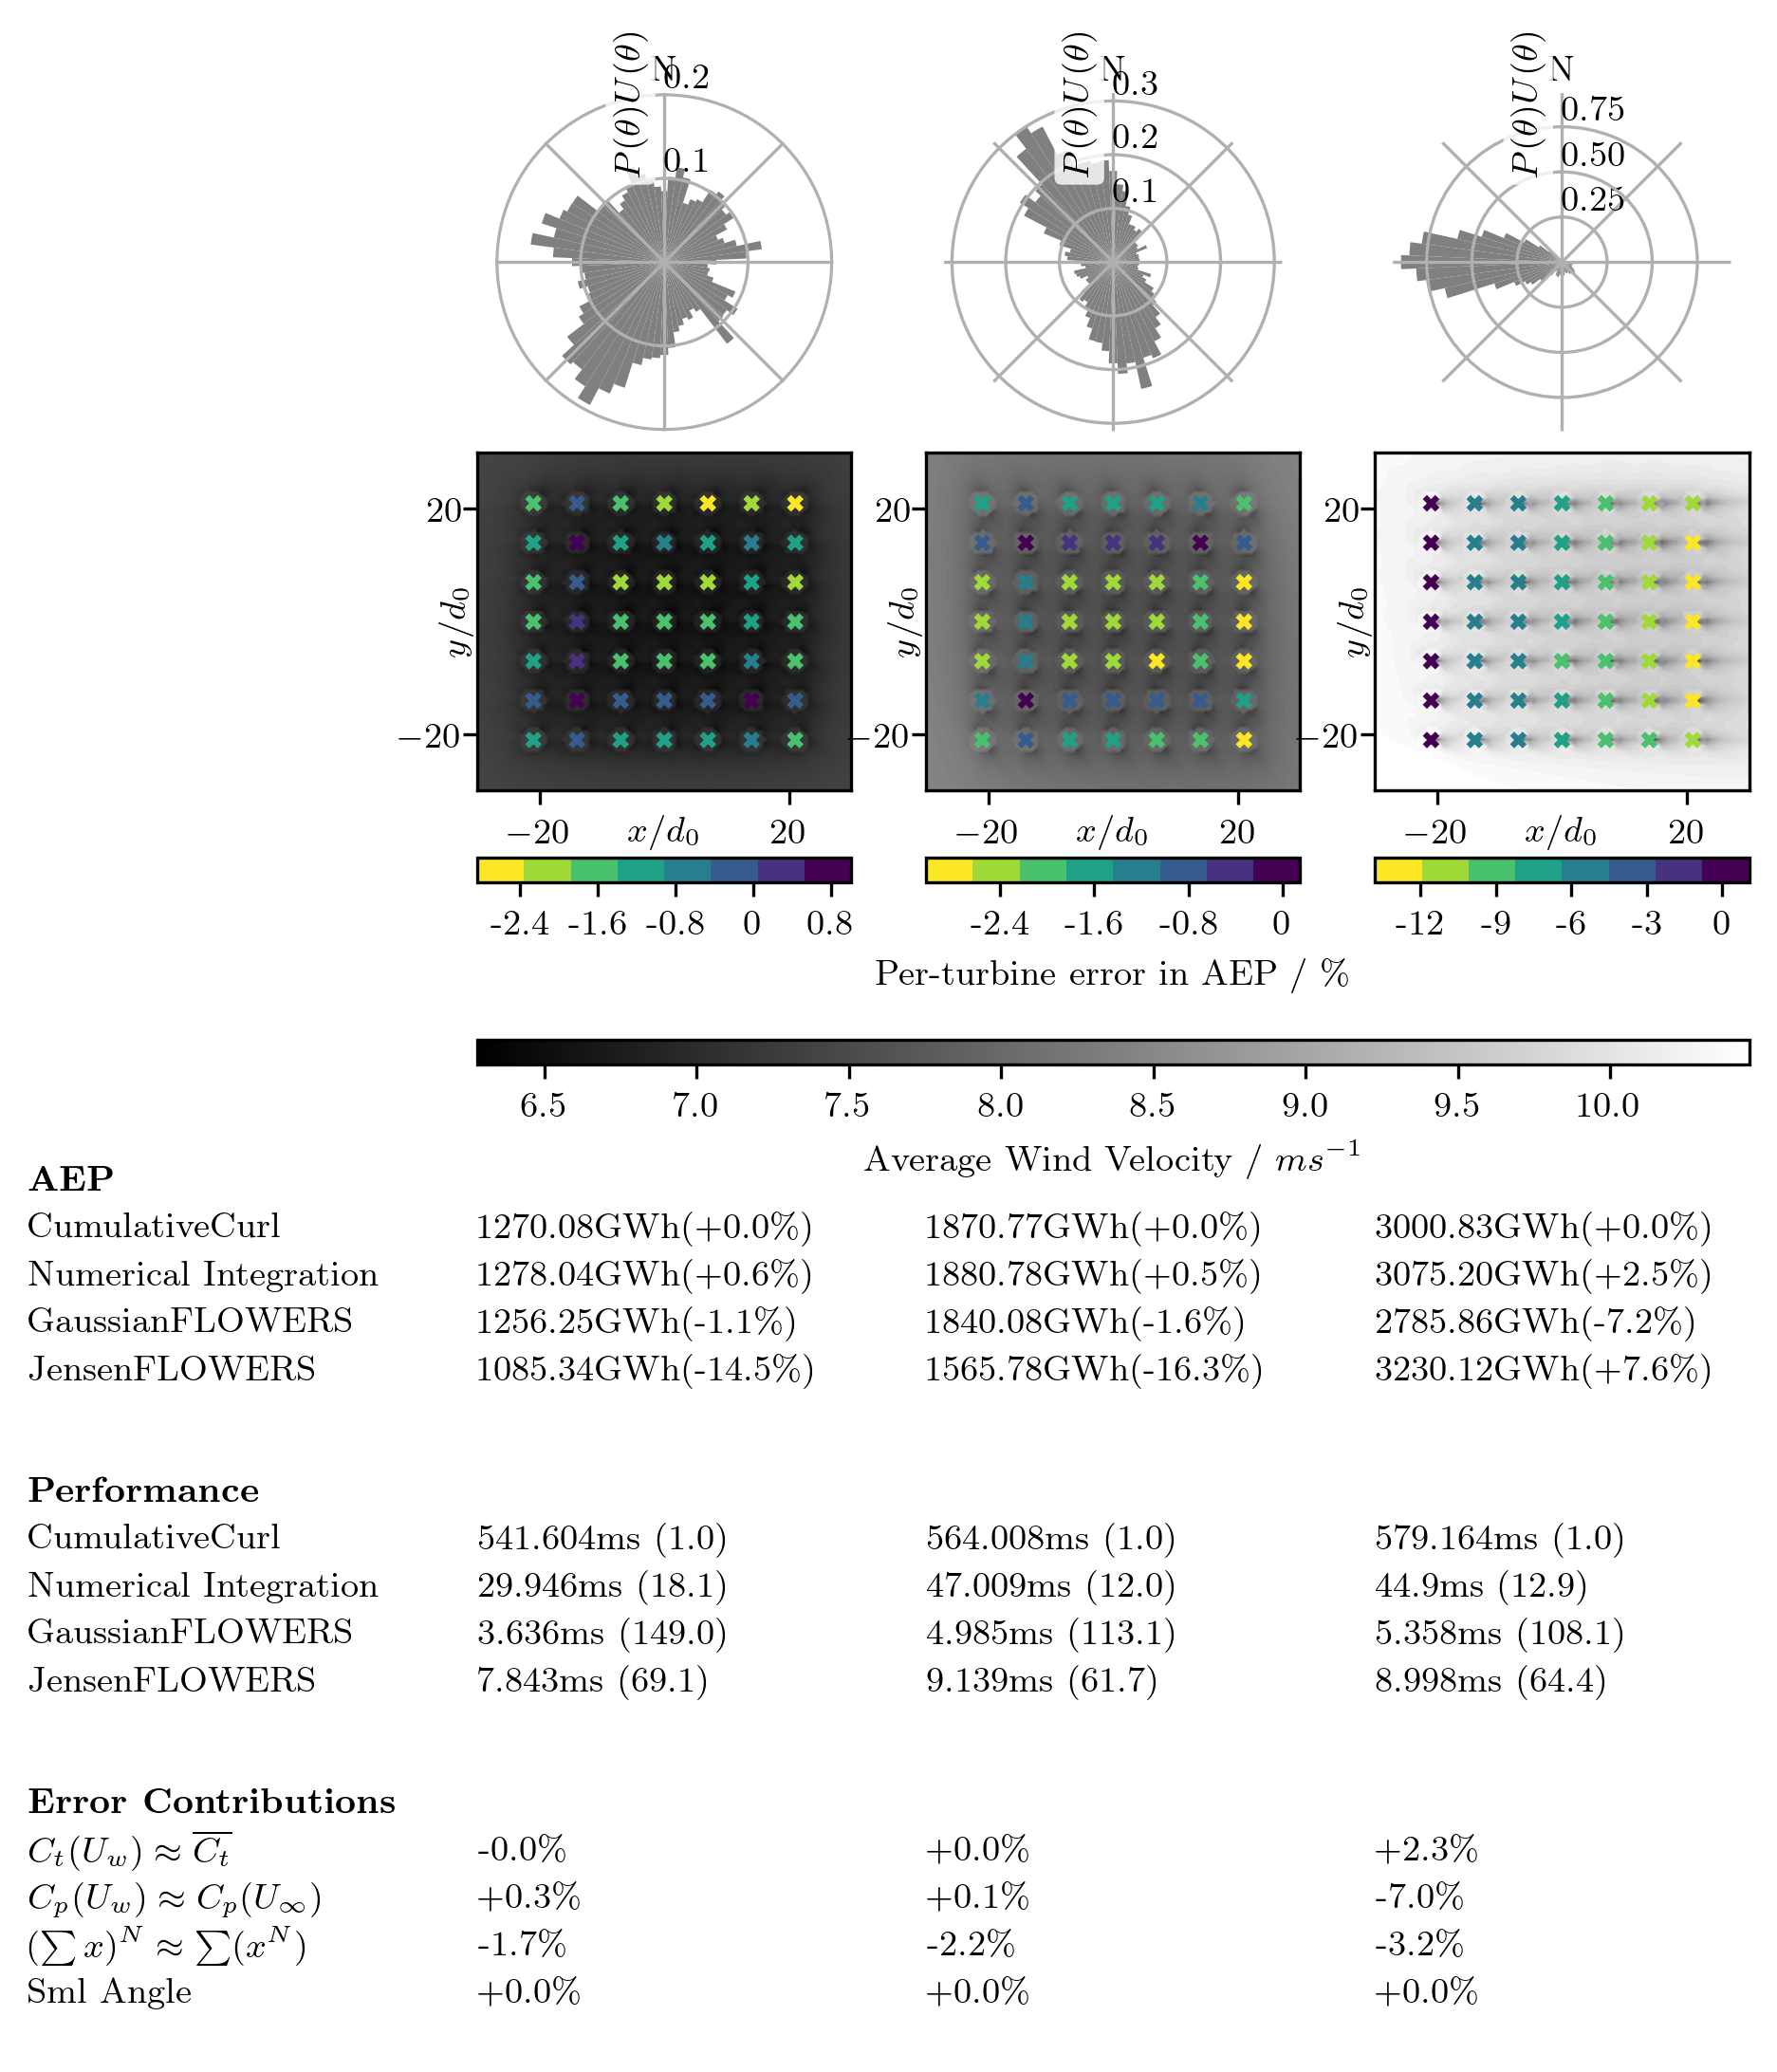 N N N
P(θ)U(θ) P(θ)U(θ) P(θ)U(θ)
0.2 0.3 0.75
0.1 0.2 0.50
0.1 0.25
20 20 20
y/d₀ y/d₀ y/d₀
−20 −20 −20
−20 x/d₀ 20 −20 x/d₀ 20 −20 x/d₀ 20
-2.4 -1.6 -0.8 0 0.8 -2.4 -1.6 -0.8 0 -12 -9 -6 -3 0
Per-turbine error in AEP / %
6.5 7.0 7.5 8.0 8.5 9.0 9.5 10.0
Average Wind Velocity / ms⁻¹
AEP
CumulativeCurl 1270.08GWh(+0.0%) 1870.77GWh(+0.0%) 3000.83GWh(+0.0%)
Numerical Integration 1278.04GWh(+0.6%) 1880.78GWh(+0.5%) 3075.20GWh(+2.5%)
GaussianFLOWERS 1256.25GWh(-1.1%) 1840.08GWh(-1.6%) 2785.86GWh(-7.2%)
JensenFLOWERS 1085.34GWh(-14.5%) 1565.78GWh(-16.3%) 3230.12GWh(+7.6%)
Performance
CumulativeCurl 541.604ms (1.0) 564.008ms (1.0) 579.164ms (1.0)
Numerical Integration 29.946ms (18.1) 47.009ms (12.0) 44.9ms (12.9)
GaussianFLOWERS 3.636ms (149.0) 4.985ms (113.1) 5.358ms (108.1)
JensenFLOWERS 7.843ms (69.1) 9.139ms (61.7) 8.998ms (64.4)
Error Contributions
Cₜ(U_w) ≈ C̅ₜ̅ -0.0% +0.0% +2.3%
Cₚ(U_w) ≈ Cₚ(U∞) +0.3% +0.1% -7.0%
(∑ x)ᴺ ≈ ∑(xᴺ) -1.7% -2.2% -3.2%
Sml Angle +0.0% +0.0% +0.0%